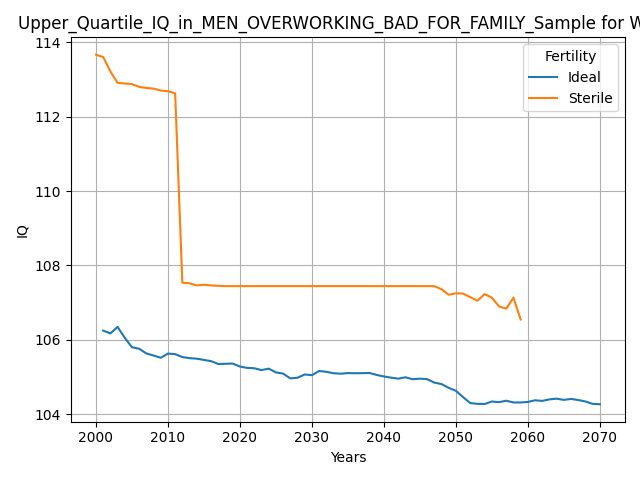 Upper_Quartile_IQ_in_MEN_OVERWORKING_BAD_FOR_FAMILY_Sample for W
114
112
110
108
106
104
IQ
Fertility
Ideal
Sterile
2000 2010 2020 2030 2040 2050 2060 2070
Years